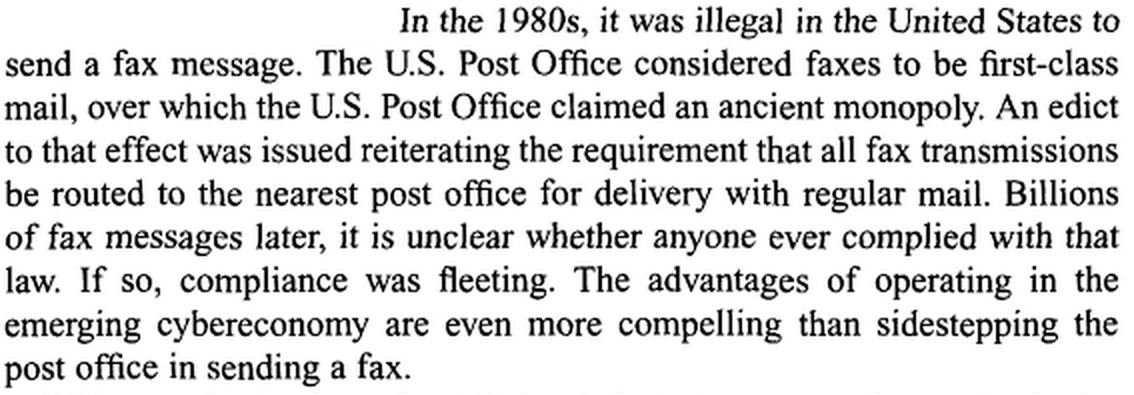 In the 1980s, it was illegal in the United States to
send a fax message. The U.S. Post Office considered faxes to be first-class
mail, over which the U.S. Post Office claimed an ancient monopoly. An edict
to that effect was issued reiterating the requirement that all fax transmissions
be routed to the nearest post office for delivery with regular mail. Billions
of fax messages later, it is unclear whether anyone ever complied with that
law. If so, compliance was fleeting. The advantages of operating in the
emerging cybereconomy are even more compelling than sidestepping the
post office in sending a fax.